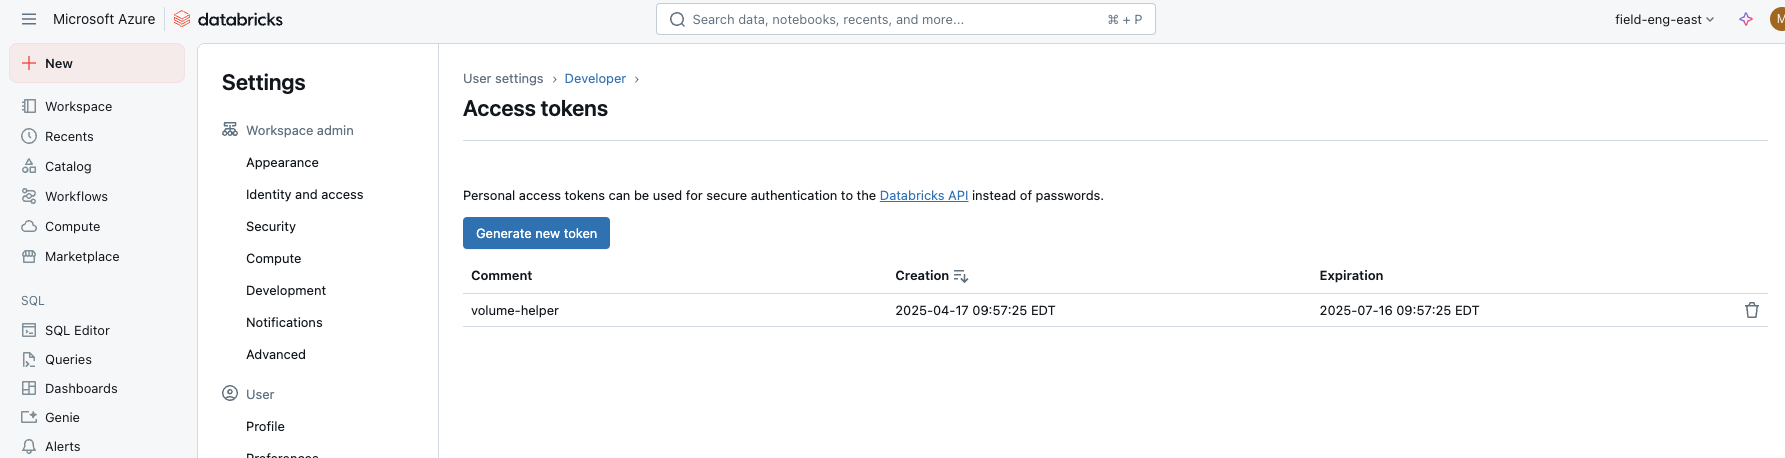 Microsoft Azure databricks Search data, notebooks, recents, and more... ⌘ + P field-eng-east M
New
Workspace
Recents
Catalog
Workflows
Compute
Marketplace
SQL
SQL Editor
Queries
Dashboards
Genie
Alerts
Settings
Workspace admin
Appearance
Identity and access
Security
Compute
Development
Notifications
Advanced
User
Profile
Preferences
User settings › Developer ›
Access tokens
Personal access tokens can be used for secure authentication to the Databricks API instead of passwords.
Generate new token
Comment Creation Expiration
volume-helper 2025-04-17 09:57:25 EDT 2025-07-16 09:57:25 EDT